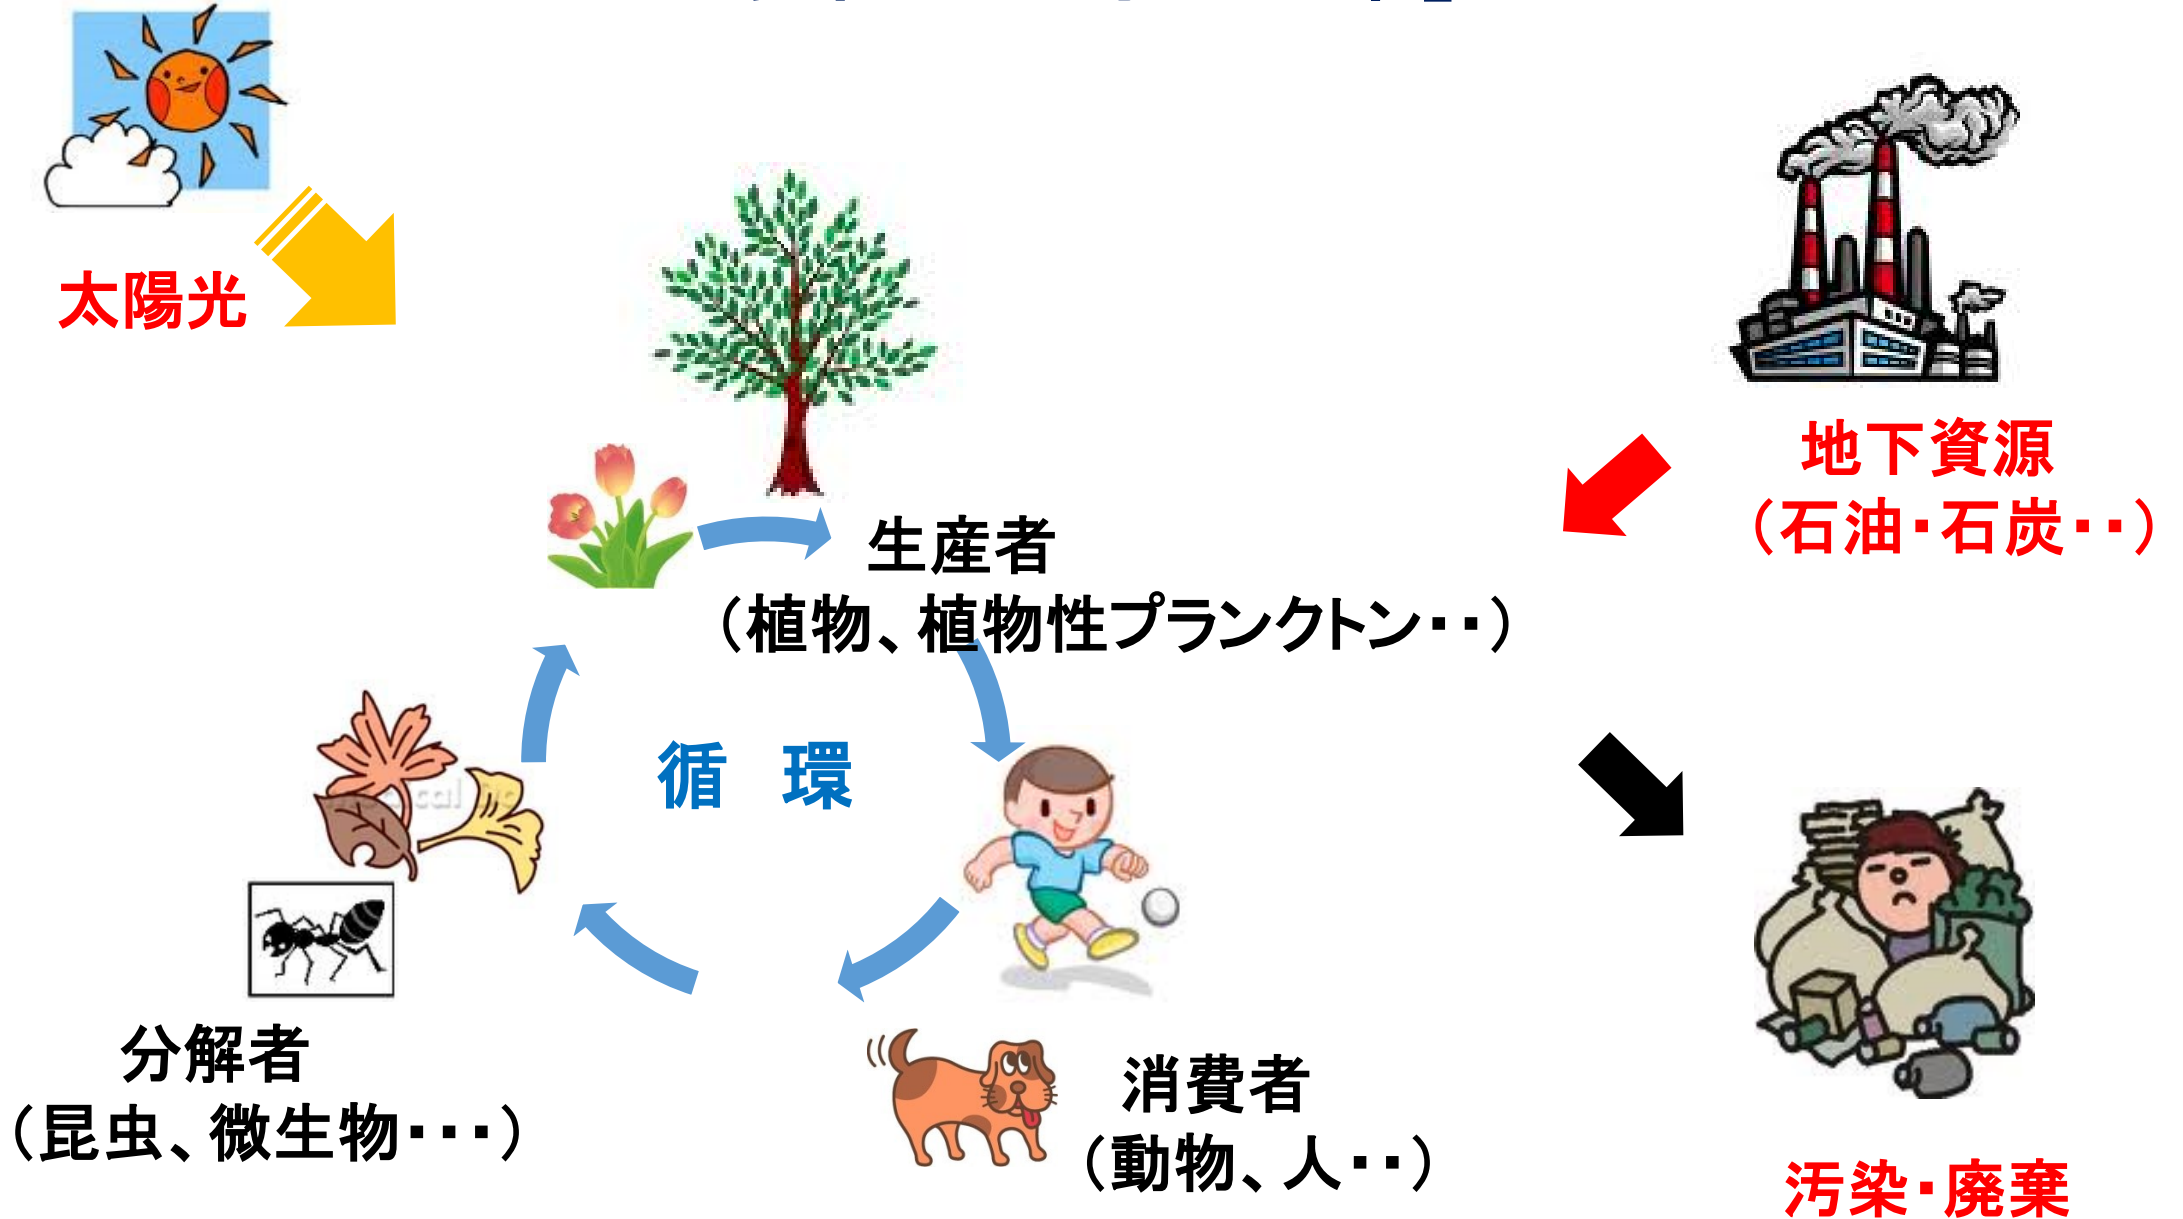 太陽光
地下資源
（石油・石炭・・）
生産者
（植物、植物性プランクトン・・）
循　環
分解者
（昆虫、微生物・・・）
消費者
（動物、人・・）
汚染・廃棄